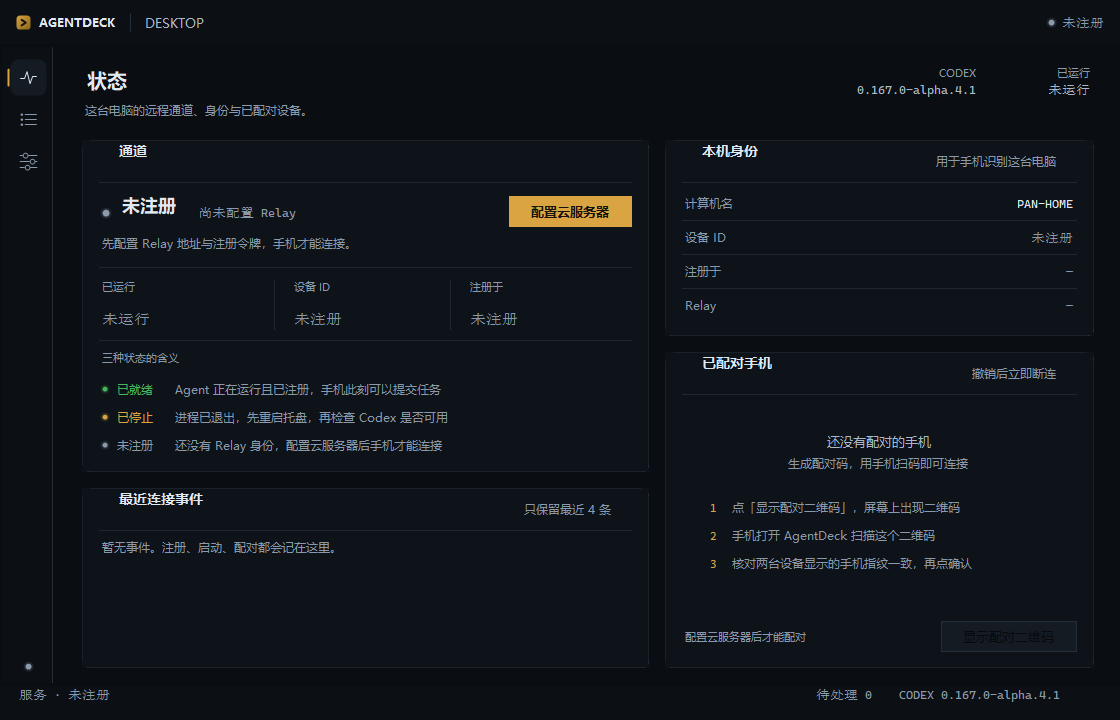 AGENTDECK DESKTOP 未注册
状态
这台电脑的远程通道、身份与已配对设备。
CODEX
0.167.0-alpha.4.1
已运行
未运行
通道
未注册 尚未配置 Relay
配置云服务器
先配置 Relay 地址与注册令牌，手机才能连接。
已运行 设备 ID 注册于
未运行 未注册 未注册
三种状态的含义
已就绪 Agent 正在运行且已注册，手机此刻可以提交任务
已停止 进程已退出，先重启托盘，再检查 Codex 是否可用
未注册 还没有 Relay 身份，配置云服务器后手机才能连接
最近连接事件 只保留最近 4 条
暂无事件。注册、启动、配对都会记在这里。
本机身份 用于手机识别这台电脑
计算机名 PAN-HOME
设备 ID 未注册
注册于 —
Relay —
已配对手机 撤销后立即断连
还没有配对的手机
生成配对码，用手机扫码即可连接
1 点「显示配对二维码」，屏幕上出现二维码
2 手机打开 AgentDeck 扫描这个二维码
3 核对两台设备显示的手机指纹一致，再点确认
配置云服务器后才能配对 显示配对二维码
服务 · 未注册 待处理 0 CODEX 0.167.0-alpha.4.1